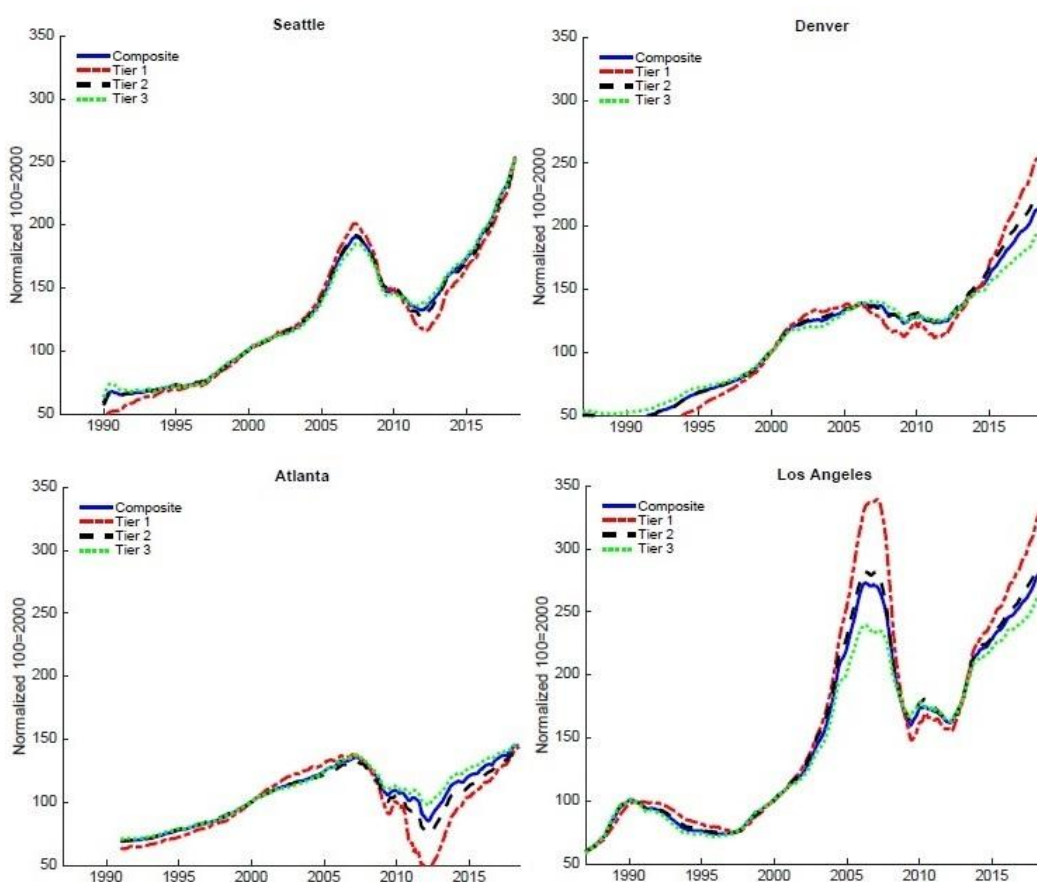 Seattle
350
300
250
200
150
100
50
Normalized 100=2000
Composite
Tier 1
Tier 2
Tier 3
1990 1995 2000 2005 2010 2015
Denver
350
300
250
200
150
100
50
Normalized 100=2000
Composite
Tier 1
Tier 2
Tier 3
1990 1995 2000 2005 2010 2015
Atlanta
350
300
250
200
150
100
50
Normalized 100=2000
Composite
Tier 1
Tier 2
Tier 3
1990 1995 2000 2005 2010 2015
Los Angeles
350
300
250
200
150
100
50
Normalized 100=2000
Composite
Tier 1
Tier 2
Tier 3
1990 1995 2000 2005 2010 2015